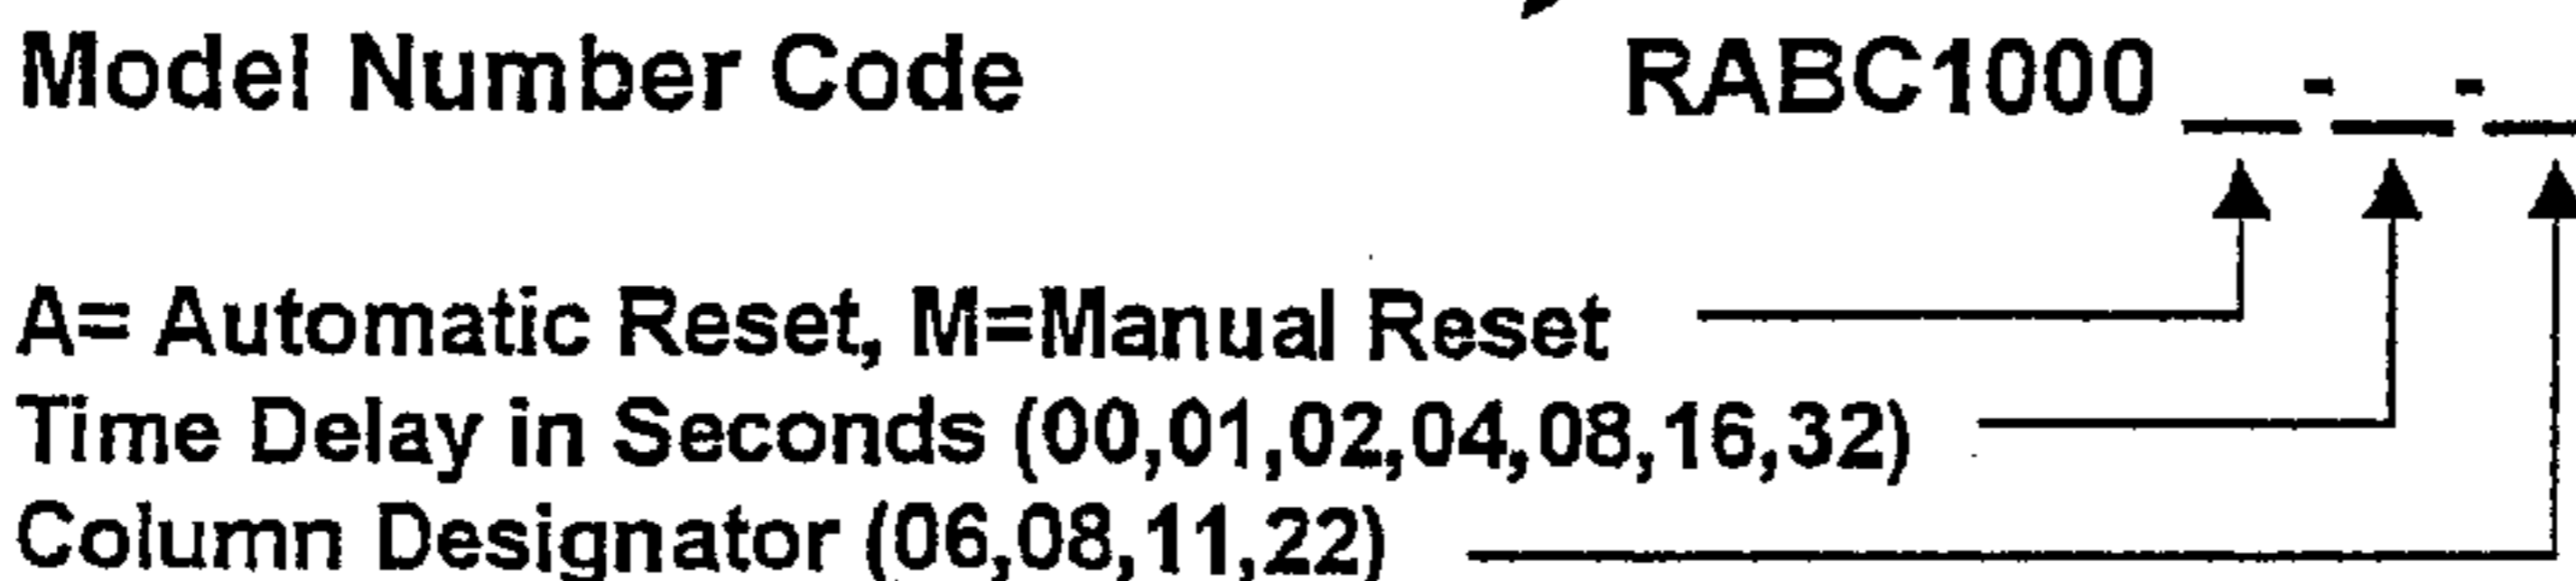 Model Number Code RABC1000 __-__-__
A= Automatic Reset, M=Manual Reset
Time Delay in Seconds (00,01,02,04,08,16,32)
Column Designator (06,08,11,22)